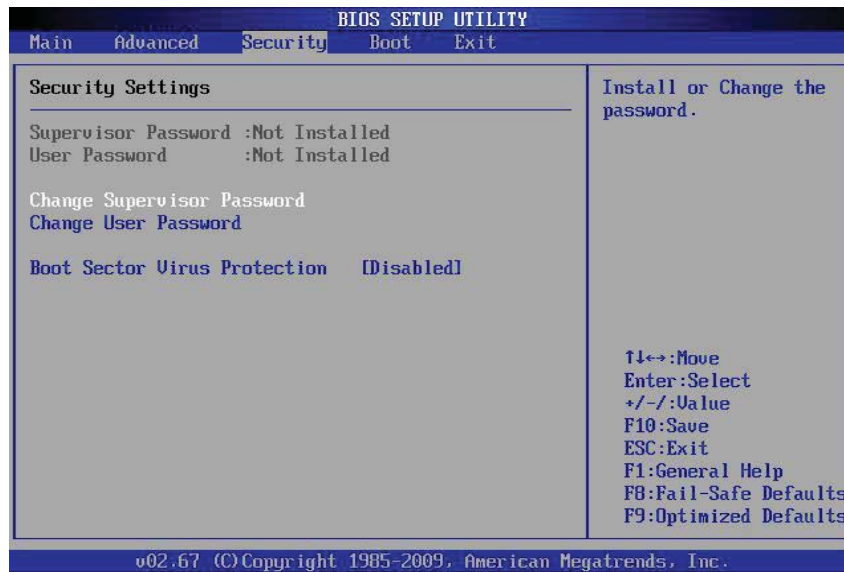 BIOS SETUP UTILITY
Main Advanced Security Boot Exit
Security Settings
Supervisor Password :Not Installed
User Password :Not Installed
Change Supervisor Password
Change User Password
Boot Sector Virus Protection [Disabled]
Install or Change the
password.
↑↓←→:Move
Enter:Select
+/-/:Value
F10:Save
ESC:Exit
F1:General Help
F8:Fail-Safe Defaults
F9:Optimized Defaults
v02.67 (C)Copyright 1985-2009, American Megatrends, Inc.